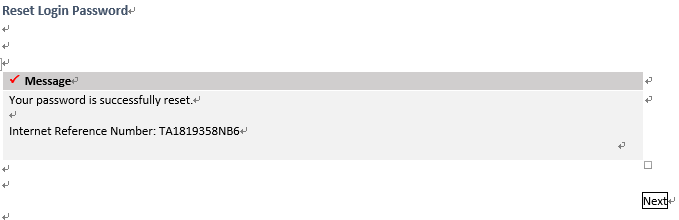 Reset Login Password
Message
Your password is successfully reset.
Internet Reference Number: TA1819358NB6
Next